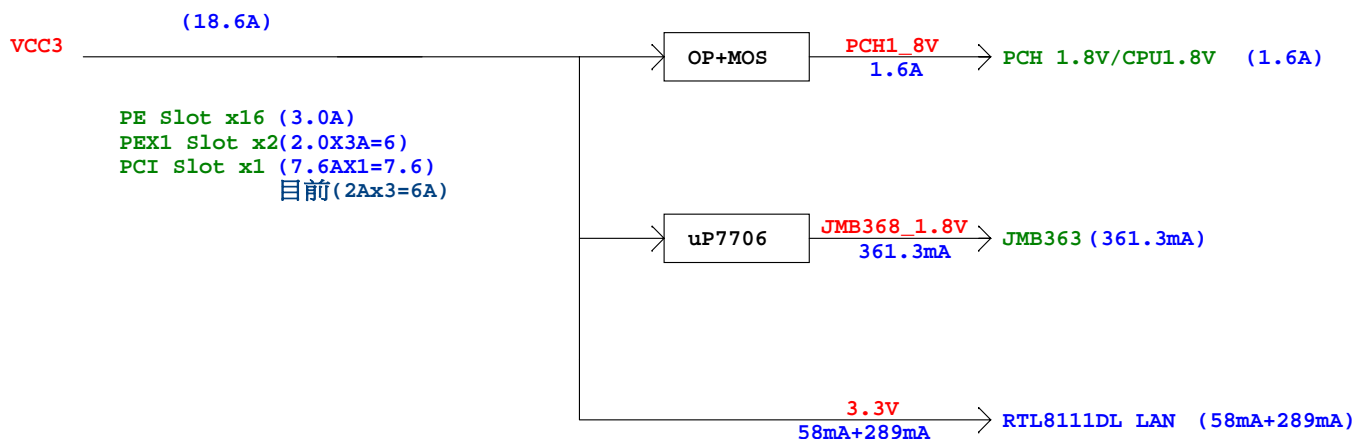 (18.6A)
VCC3
OP+MOS
PCH1_8V
1.6A
PCH 1.8V/CPU1.8V (1.6A)
PE Slot x16 (3.0A)
PEX1 Slot x2(2.0X3A=6)
PCI Slot x1 (7.6AX1=7.6)
目前(2Ax3=6A)
uP7706
JMB368_1.8V
361.3mA
JMB363 (361.3mA)
3.3V
58mA+289mA
RTL8111DL LAN (58mA+289mA)